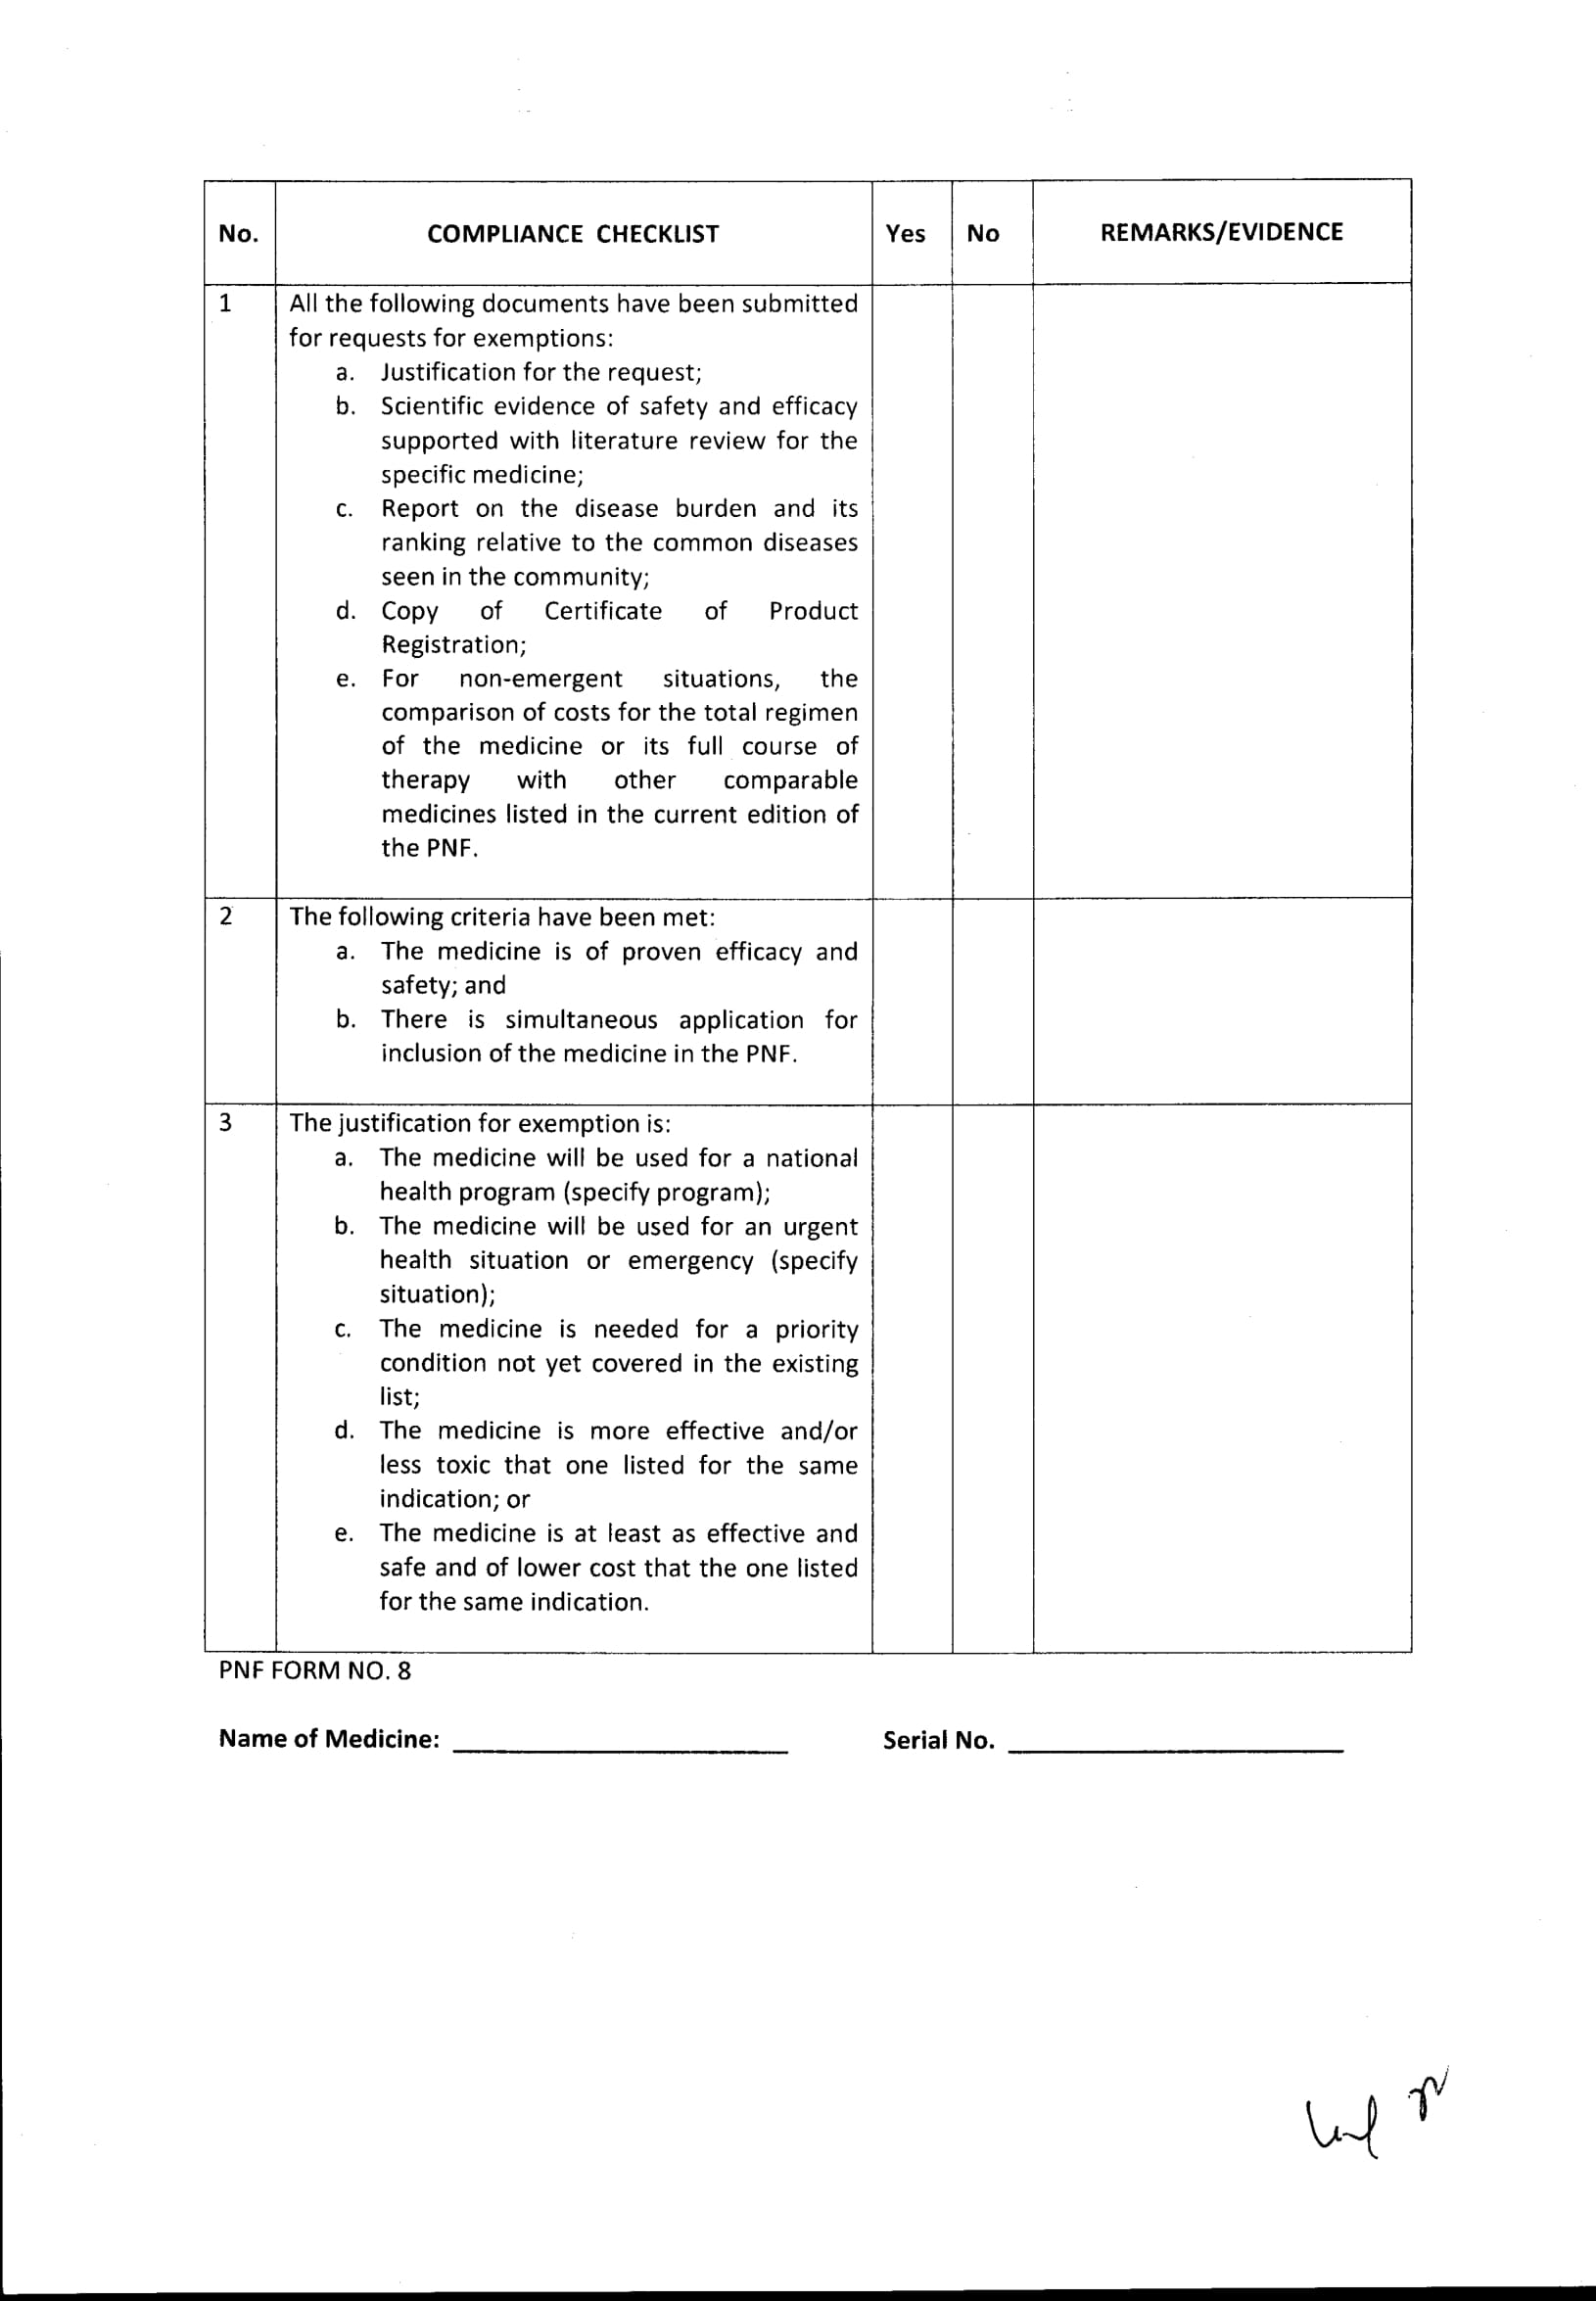 No. COMPLIANCE CHECKLIST Yes No REMARKS/EVIDENCE
1 All the following documents have been submitted
for requests for exemptions:
a. Justification for the request;
b. Scientific evidence of safety and efficacy
supported with literature review for the
specific medicine;
c. Report on the disease burden and its
ranking relative to the common diseases
seen in the community;
d. Copy of Certificate of Product
Registration;
e. For non-emergent situations, the
comparison of costs for the total regimen
of the medicine or its full course of
therapy with other comparable
medicines listed in the current edition of
the PNF.
2 The following criteria have been met:
a. The medicine is of proven efficacy and
safety; and
b. There is simultaneous application for
inclusion of the medicine in the PNF.
3 The justification for exemption is:
a. The medicine will be used for a national
health program (specify program);
b. The medicine will be used for an urgent
health situation or emergency (specify
situation);
c. The medicine is needed for a priority
condition not yet covered in the existing
list;
d. The medicine is more effective and/or
less toxic that one listed for the same
indication; or
e. The medicine is at least as effective and
safe and of lower cost that the one listed
for the same indication.
PNF FORM NO. 8
Name of Medicine: Serial No.